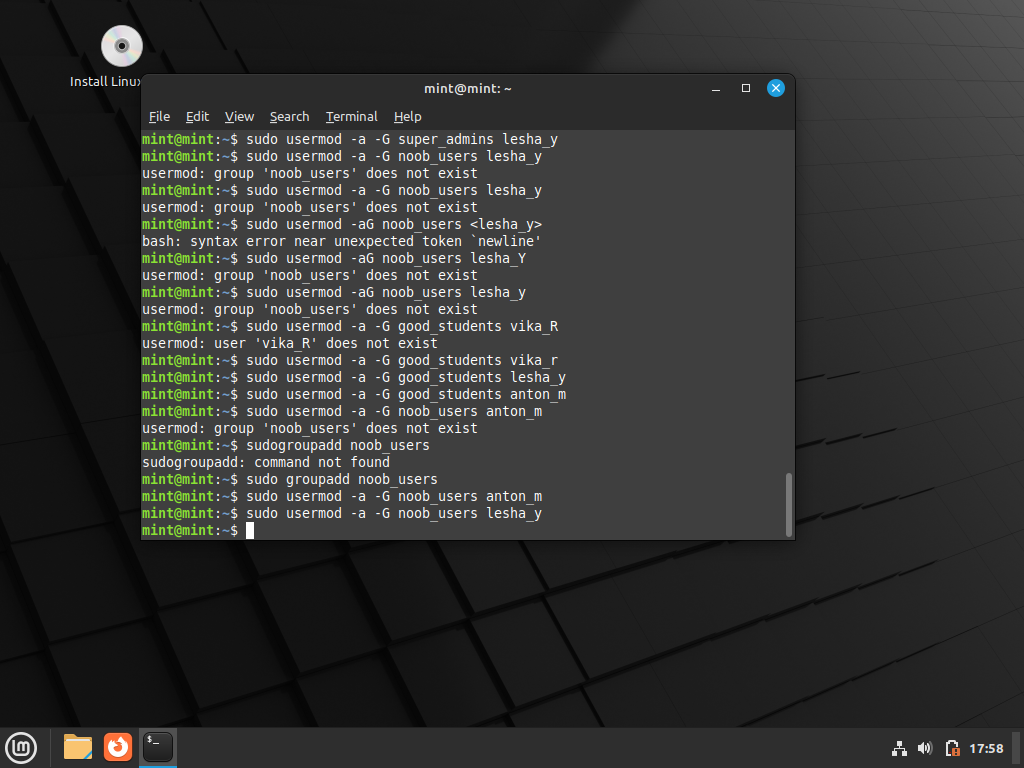 Install Linux
mint@mint: ~
File Edit View Search Terminal Help
mint@mint:~$ sudo usermod -a -G super_admins lesha_y
mint@mint:~$ sudo usermod -a -G noob_users lesha_y
usermod: group 'noob_users' does not exist
mint@mint:~$ sudo usermod -a -G noob_users lesha_y
usermod: group 'noob_users' does not exist
mint@mint:~$ sudo usermod -aG noob_users <lesha_y>
bash: syntax error near unexpected token `newline'
mint@mint:~$ sudo usermod -aG noob_users lesha_Y
usermod: group 'noob_users' does not exist
mint@mint:~$ sudo usermod -aG noob_users lesha_y
usermod: group 'noob_users' does not exist
mint@mint:~$ sudo usermod -a -G good_students vika_R
usermod: user 'vika_R' does not exist
mint@mint:~$ sudo usermod -a -G good_students vika_r
mint@mint:~$ sudo usermod -a -G good_students lesha_y
mint@mint:~$ sudo usermod -a -G good_students anton_m
mint@mint:~$ sudo usermod -a -G noob_users anton_m
usermod: group 'noob_users' does not exist
mint@mint:~$ sudogroupadd noob_users
sudogroupadd: command not found
mint@mint:~$ sudo groupadd noob_users
mint@mint:~$ sudo usermod -a -G noob_users anton_m
mint@mint:~$ sudo usermod -a -G noob_users lesha_y
mint@mint:~$
17:58